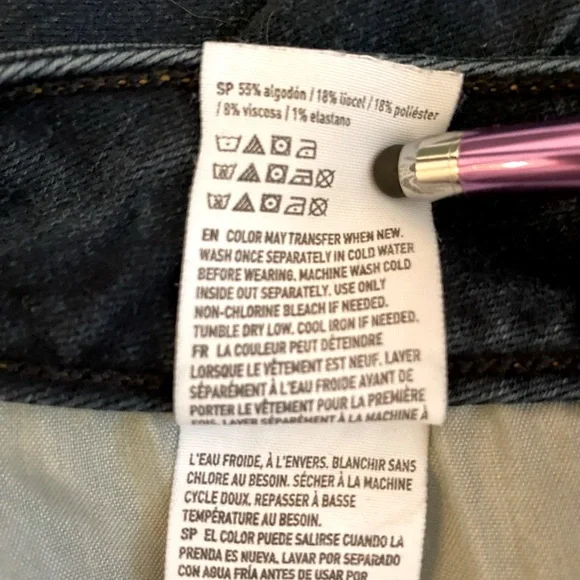 SP 55% algodón / 18% liocel / 18% poliéster
/ 8% viscosa / 1% elastano
EN COLOR MAY TRANSFER WHEN NEW.
WASH ONCE SEPARATELY IN COLD WATER
BEFORE WEARING. MACHINE WASH COLD
INSIDE OUT SEPARATELY. USE ONLY
NON-CHLORINE BLEACH IF NEEDED.
TUMBLE DRY LOW. COOL IRON IF NEEDED.
FR LA COULEUR PEUT DÉTEINDRE
LORSQUE LE VÊTEMENT EST NEUF. LAVER
SÉPARÉMENT À L'EAU FROIDE AVANT DE
PORTER LE VÊTEMENT POUR LA PREMIÈRE
FOIS. LAVER SÉPARÉMENT À LA MACHINE À
L'EAU FROIDE, À L'ENVERS. BLANCHIR SANS
CHLORE AU BESOIN. SÉCHER À LA MACHINE
CYCLE DOUX. REPASSER À BASSE
TEMPÉRATURE AU BESOIN.
SP EL COLOR PUEDE SALIRSE CUANDO LA
PRENDA ES NUEVA. LAVAR POR SEPARADO
CON AGUA FRÍA ANTES DE USAR POR